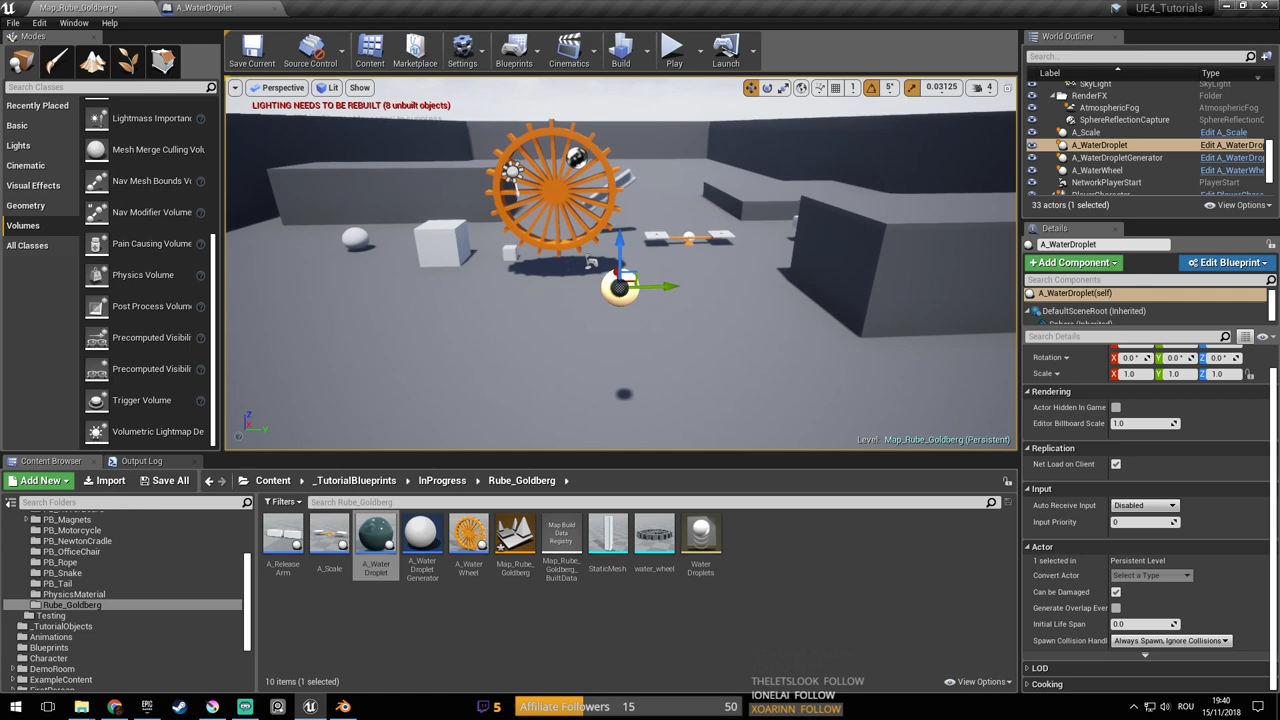 Map_Rube_Goldberg*
A_WaterDroplet
UE4_Tutorials
File Edit Window Help
Modes
Search Classes
Recently Placed
Basic
Lights
Cinematic
Visual Effects
Geometry
Volumes
All Classes
Lightmass Importanc
Mesh Merge Culling Volu
Nav Mesh Bounds V
Nav Modifier Volume
Pain Causing Volume
Physics Volume
Post Process Volum
Precomputed Visibili
Precomputed Visibili
Trigger Volume
Volumetric Lightmap De
Save Current Source Control Content Marketplace Settings Blueprints Cinematics Build Play Launch
Perspective Lit Show
1 5° 0.03125 4
LIGHTING NEEDS TO BE REBUILT (8 unbuilt objects)
Level: Map_Rube_Goldberg (Persistent)
World Outliner
Search...
Label Type
SkyLight SkyLight
RenderFX Folder
AtmosphericFog AtmosphericFog
SphereReflectionCapture SphereReflectionC
A_Scale Edit A_Scale
A_WaterDroplet Edit A_WaterDrop
A_WaterDropletGenerator Edit A_WaterDrop
A_WaterWheel Edit A_WaterWhe
NetworkPlayerStart PlayerStart
33 actors (1 selected) View Options
Details
A_WaterDroplet
+ Add Component Edit Blueprint
Search Components
A_WaterDroplet(self)
DefaultSceneRoot (Inherited)
Search Details
Rotation X 0.0 ° Y 0.0 ° Z 0.0 °
Scale X 1.0 Y 1.0 Z 1.0
Rendering
Actor Hidden In Game
Editor Billboard Scale 1.0
Replication
Net Load on Client
Input
Auto Receive Input Disabled
Input Priority 0
Actor
1 selected in Persistent Level
Convert Actor Select a Type
Can be Damaged
Generate Overlap Ever
Initial Life Span 0.0
Spawn Collision Handl Always Spawn, Ignore Collisions
LOD
Cooking
Content Browser Output Log
Add New Import Save All Content _TutorialBlueprints InProgress Rube_Goldberg
Search Folders
Filters Search Rube_Goldberg
PB_Magnets
PB_Motorcycle
PB_NewtonCradle
PB_OfficeChair
PB_Rope
PB_Snake
PB_Tail
PhysicsMaterial
Rube_Goldberg
Testing
_TutorialObjects
Animations
Blueprints
Character
DemoRoom
ExampleContent
A_Release Arm
A_Scale
A_Water Droplet
A_Water Droplet Generator
A_Water Wheel
Map_Rube_ Goldberg
Map Build Data Registry
Map_Rube_ Goldberg_ BuiltData
StaticMesh
water_wheel
Water Droplets
10 items (1 selected) View Options
THELETSLOOK FOLLOW
IONELAI FOLLOW
XOARINN FOLLOW
5 Affiliate Followers 15 50
ROU
19:40
15/11/2018